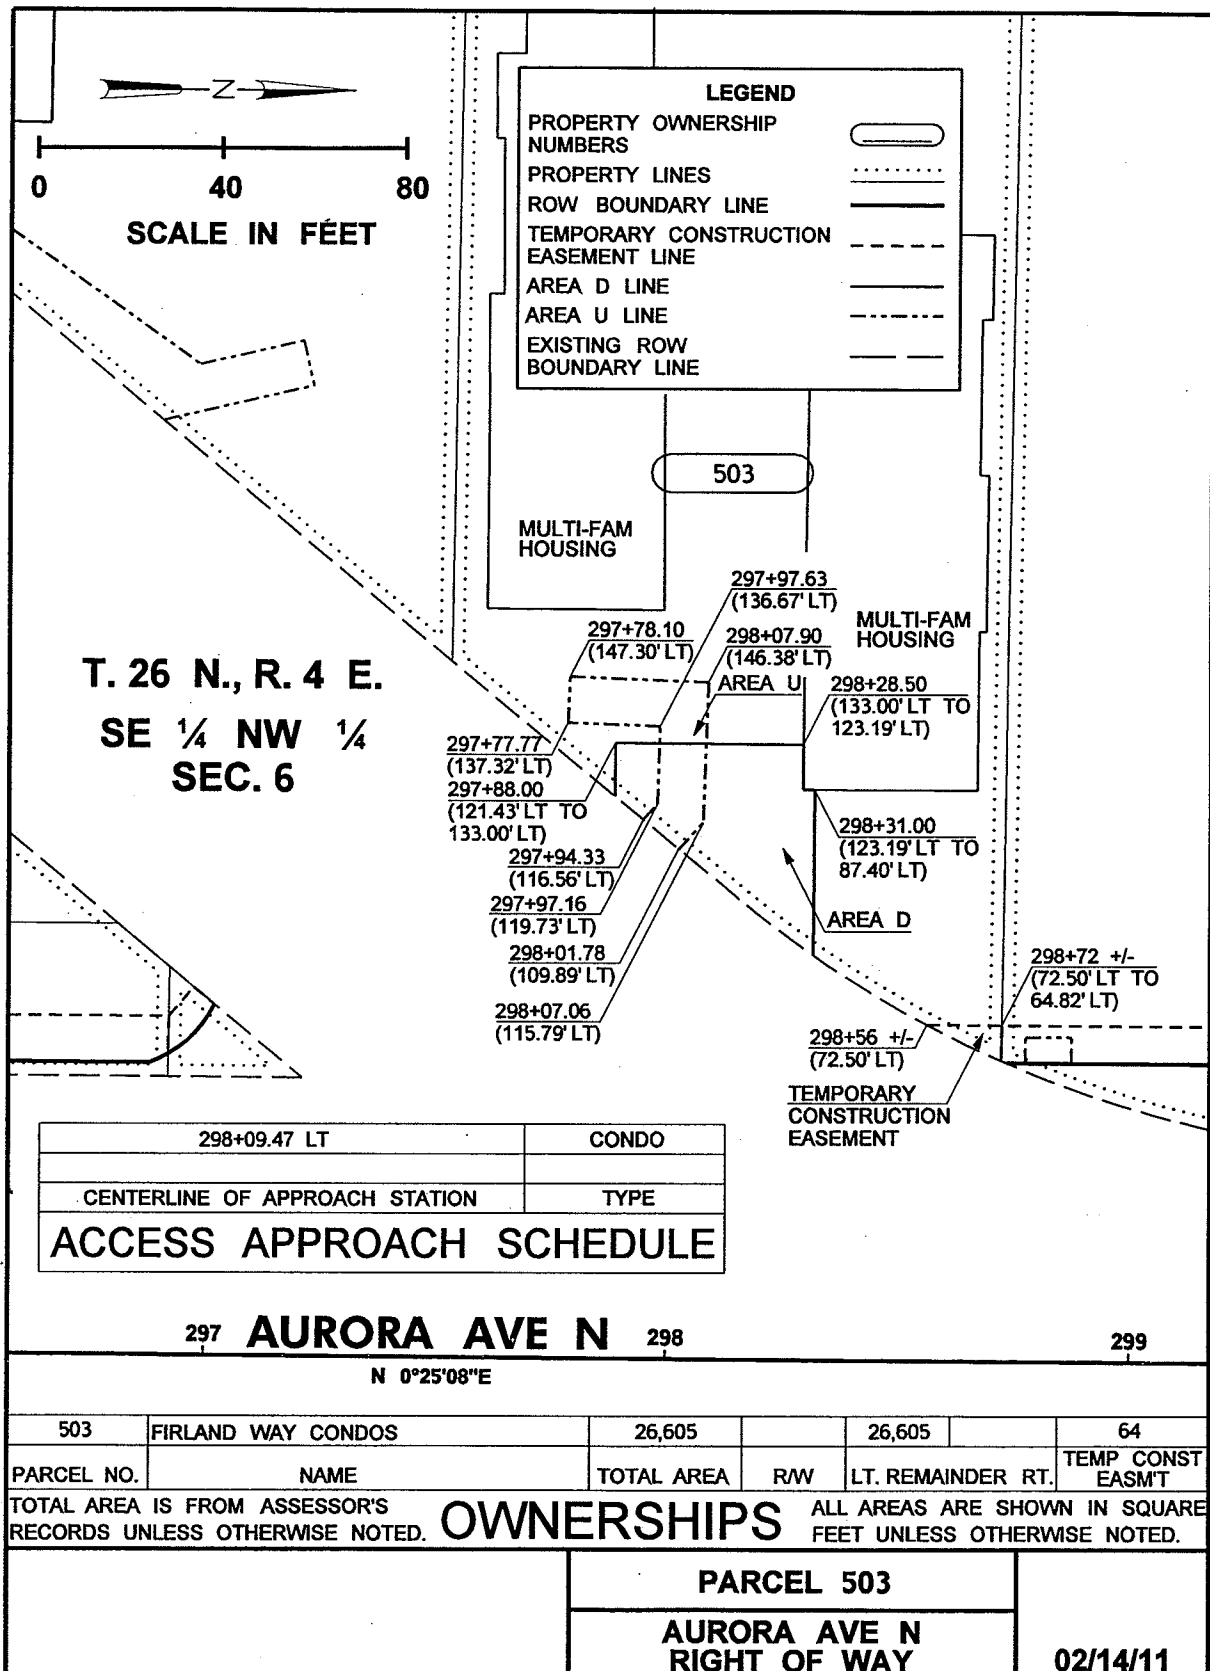 N
0 40 80
SCALE IN FEET
LEGEND
PROPERTY OWNERSHIP
NUMBERS
PROPERTY LINES
ROW BOUNDARY LINE
TEMPORARY CONSTRUCTION
EASEMENT LINE
AREA D LINE
AREA U LINE
EXISTING ROW
BOUNDARY LINE
503
MULTI-FAM
HOUSING
297+97.63
(136.67' LT)
297+78.10
(147.30' LT)
298+07.90
(146.38' LT)
MULTI-FAM
HOUSING
AREA U
298+28.50
(133.00' LT TO
123.19' LT)
T. 26 N., R. 4 E.
SE 1/4 NW 1/4
SEC. 6
297+77.77
(137.32' LT)
297+88.00
(121.43' LT TO
133.00' LT)
298+31.00
(123.19' LT TO
87.40' LT)
297+94.33
(116.56' LT)
297+97.16
(119.73' LT)
AREA D
298+01.78
(109.89' LT)
298+72 +/-
(72.50' LT TO
64.82' LT)
298+07.06
(115.79' LT)
298+56 +/-
(72.50' LT)
TEMPORARY
CONSTRUCTION
EASEMENT
298+09.47 LT CONDO
CENTERLINE OF APPROACH STATION TYPE
ACCESS APPROACH SCHEDULE
297 AURORA AVE N 298 299
N 0°25'08"E
503 FIRLAND WAY CONDOS 26,605 26,605 64
PARCEL NO. NAME TOTAL AREA R/W LT. REMAINDER RT. TEMP CONST
EASM'T
TOTAL AREA IS FROM ASSESSOR'S
RECORDS UNLESS OTHERWISE NOTED.
OWNERSHIPS
ALL AREAS ARE SHOWN IN SQUARE
FEET UNLESS OTHERWISE NOTED.
PARCEL 503
AURORA AVE N
RIGHT OF WAY
02/14/11